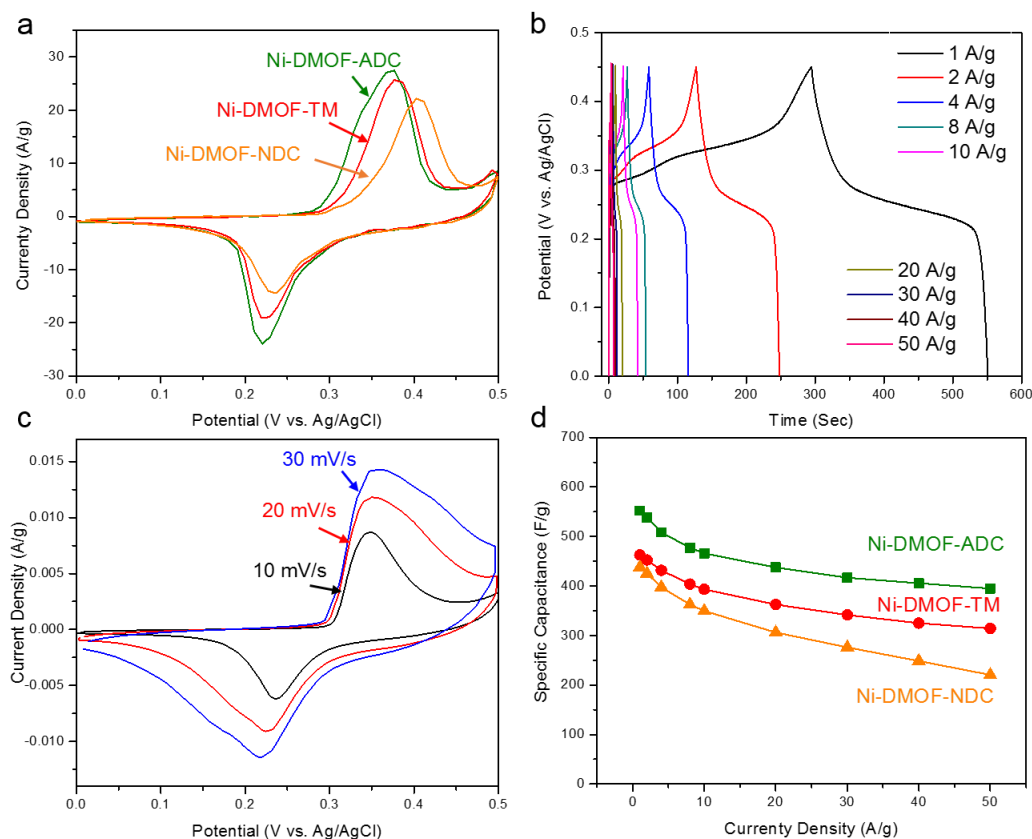 a
Ni-DMOF-ADC
Ni-DMOF-TM
Ni-DMOF-NDC
30
20
10
0
-10
-20
-30
0.0 0.1 0.2 0.3 0.4 0.5
Currenty Density (A/g)
Potential (V vs. Ag/AgCl)
b
1 A/g
2 A/g
4 A/g
8 A/g
10 A/g
20 A/g
30 A/g
40 A/g
50 A/g
0.5
0.4
0.3
0.2
0.1
0.0
0 100 200 300 400 500 600
Potential (V vs. Ag/AgCl)
Time (Sec)
c
30 mV/s
20 mV/s
10 mV/s
0.015
0.010
0.005
0.000
-0.005
-0.010
0.0 0.1 0.2 0.3 0.4 0.5
Current Density (A/g)
Potential (V vs. Ag/AgCl)
d
Ni-DMOF-ADC
Ni-DMOF-TM
Ni-DMOF-NDC
700
600
500
400
300
200
100
0
0 10 20 30 40 50
Specific Capacitance (F/g)
Currenty Density (A/g)